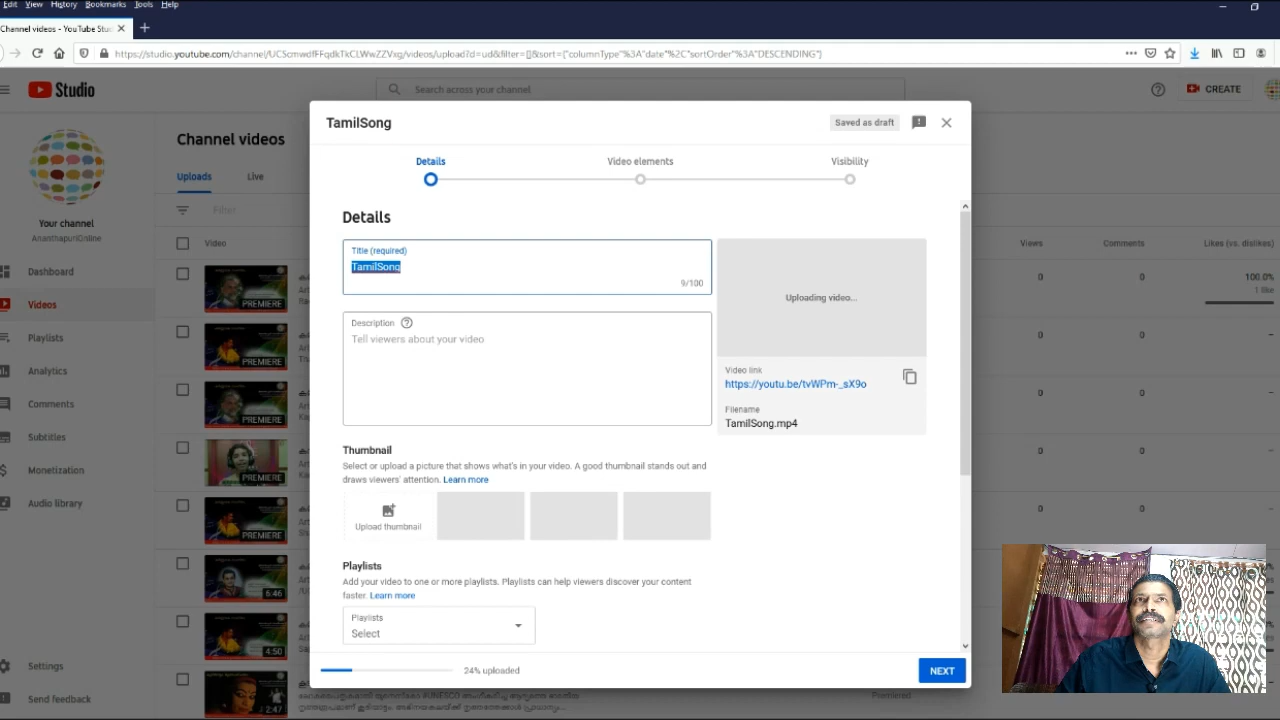 Edit View History Bookmarks Tools Help
Channel videos - YouTube Stud
https://studio.youtube.com/channel/UCScmwdfFFqdkTkCLWwZZVxg/videos/upload?d=ud&filter=[]&sort={"columnType"%3A"date"%2C"sortOrder"%3A"DESCENDING"}
Studio
Search across your channel
CREATE
TamilSong
Saved as draft
Channel videos
Details
Video elements
Visibility
Uploads
Live
Filter
Your channel
AnanthapuriOnline
Details
Video
Views
Comments
Likes (vs. dislikes)
Title (required)
TamilSong
9/100
Dashboard
Videos
Playlists
Analytics
Comments
Subtitles
Monetization
Audio library
Settings
Send feedback
PREMIERE
PREMIERE
PREMIERE
PREMIERE
PREMIERE
6:46
4:50
2:47
0 0 100.0%
1 like
0 0 –
0 0
0 0
0 0
Uploading video...
Description
Tell viewers about your video
Video link
https://youtu.be/tvWPm-_sX9o
Filename
TamilSong.mp4
Thumbnail
Select or upload a picture that shows what's in your video. A good thumbnail stands out and
draws viewers' attention. Learn more
Upload thumbnail
Playlists
Add your video to one or more playlists. Playlists can help viewers discover your content
faster. Learn more
Playlists
Select
24% uploaded
NEXT
Premiered